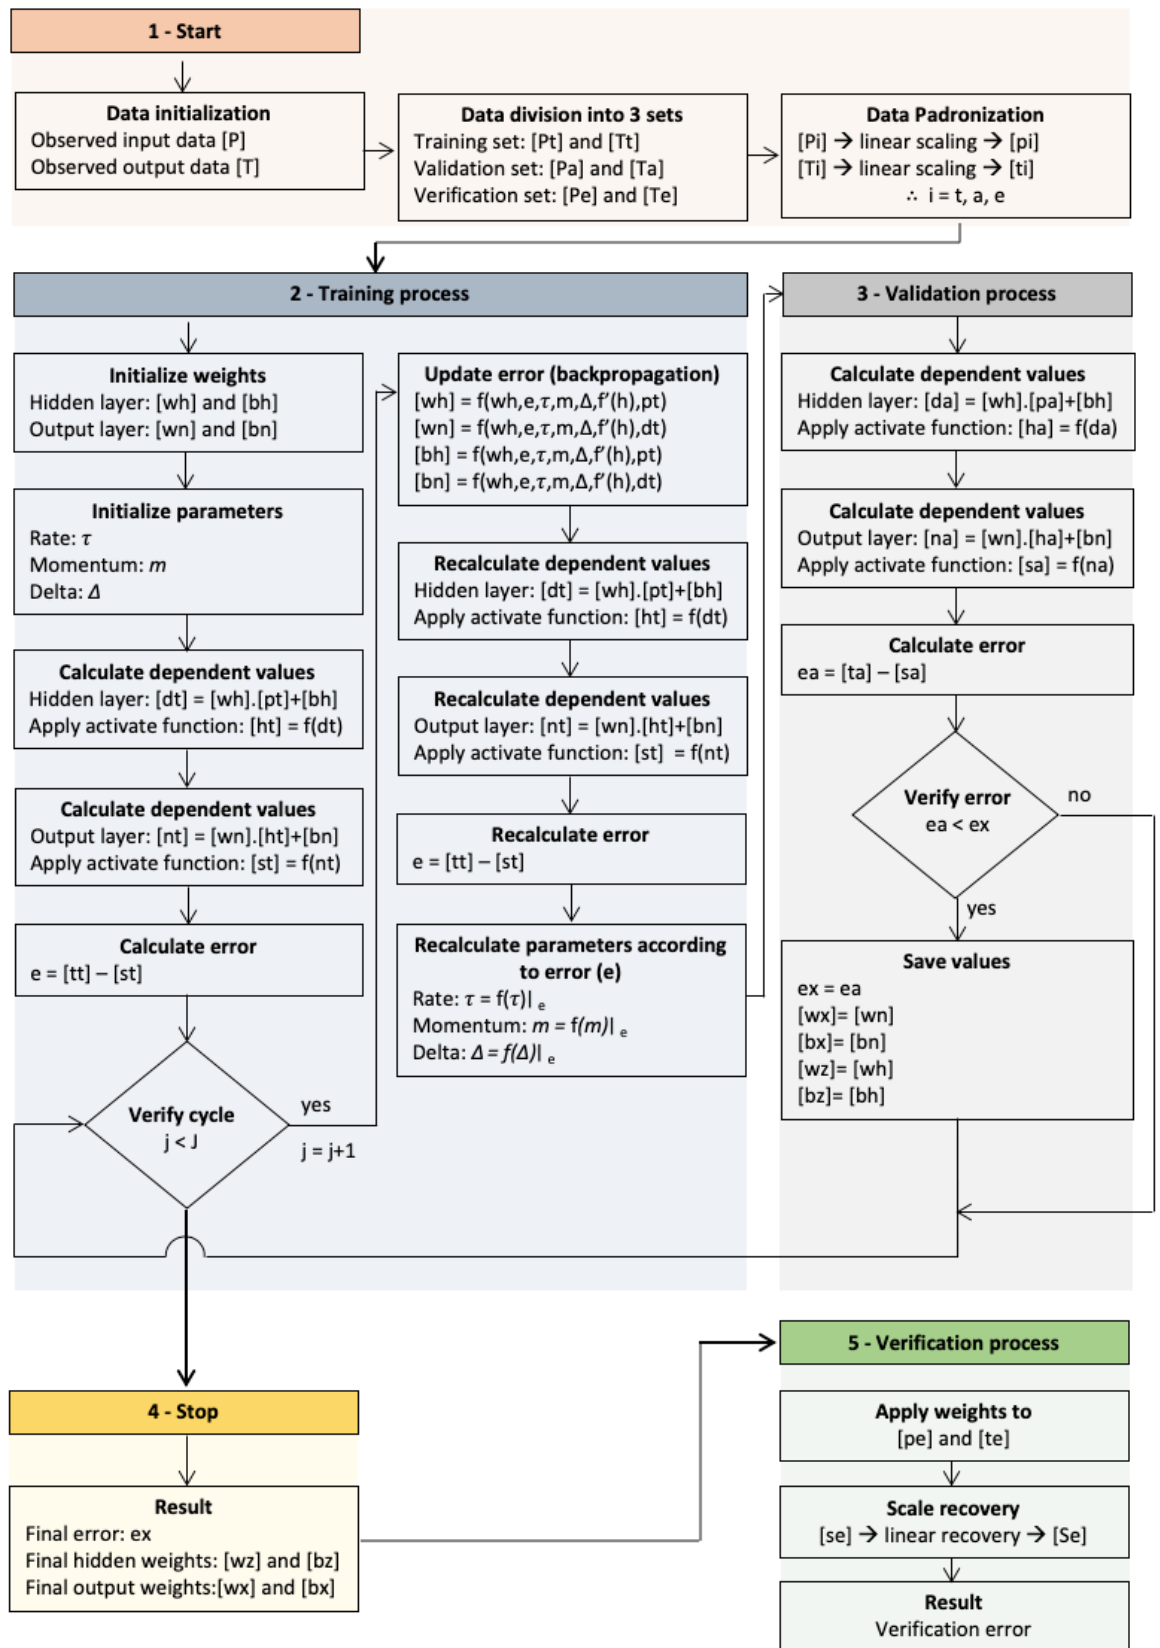 1 - Start
Data initialization
Observed input data [P]
Observed output data [T]
Data division into 3 sets
Training set: [Pt] and [Tt]
Validation set: [Pa] and [Ta]
Verification set: [Pe] and [Te]
Data Padronization
[Pi] → linear scaling → [pi]
[Ti] → linear scaling → [ti]
∴ i = t, a, e
2 - Training process
Initialize weights
Hidden layer: [wh] and [bh]
Output layer: [wn] and [bn]
Initialize parameters
Rate: τ
Momentum: m
Delta: Δ
Calculate dependent values
Hidden layer: [dt] = [wh].[pt]+[bh]
Apply activate function: [ht] = f(dt)
Calculate dependent values
Output layer: [nt] = [wn].[ht]+[bn]
Apply activate function: [st] = f(nt)
Calculate error
e = [tt] – [st]
Verify cycle
j < J
yes
j = j+1
Update error (backpropagation)
[wh] = f(wh,e,τ,m,Δ,f'(h),pt)
[wn] = f(wh,e,τ,m,Δ,f'(h),dt)
[bh] = f(wh,e,τ,m,Δ,f'(h),pt)
[bn] = f(wh,e,τ,m,Δ,f'(h),dt)
Recalculate dependent values
Hidden layer: [dt] = [wh].[pt]+[bh]
Apply activate function: [ht] = f(dt)
Recalculate dependent values
Output layer: [nt] = [wn].[ht]+[bn]
Apply activate function: [st] = f(nt)
Recalculate error
e = [tt] – [st]
Recalculate parameters according
to error (e)
Rate: τ = f(τ)| e
Momentum: m = f(m)| e
Delta: Δ = f(Δ)| e
3 - Validation process
Calculate dependent values
Hidden layer: [da] = [wh].[pa]+[bh]
Apply activate function: [ha] = f(da)
Calculate dependent values
Output layer: [na] = [wn].[ha]+[bn]
Apply activate function: [sa] = f(na)
Calculate error
ea = [ta] – [sa]
Verify error
ea < ex
no
yes
Save values
ex = ea
[wx]= [wn]
[bx]= [bn]
[wz]= [wh]
[bz]= [bh]
4 - Stop
Result
Final error: ex
Final hidden weights: [wz] and [bz]
Final output weights:[wx] and [bx]
5 - Verification process
Apply weights to
[pe] and [te]
Scale recovery
[se] → linear recovery → [Se]
Result
Verification error